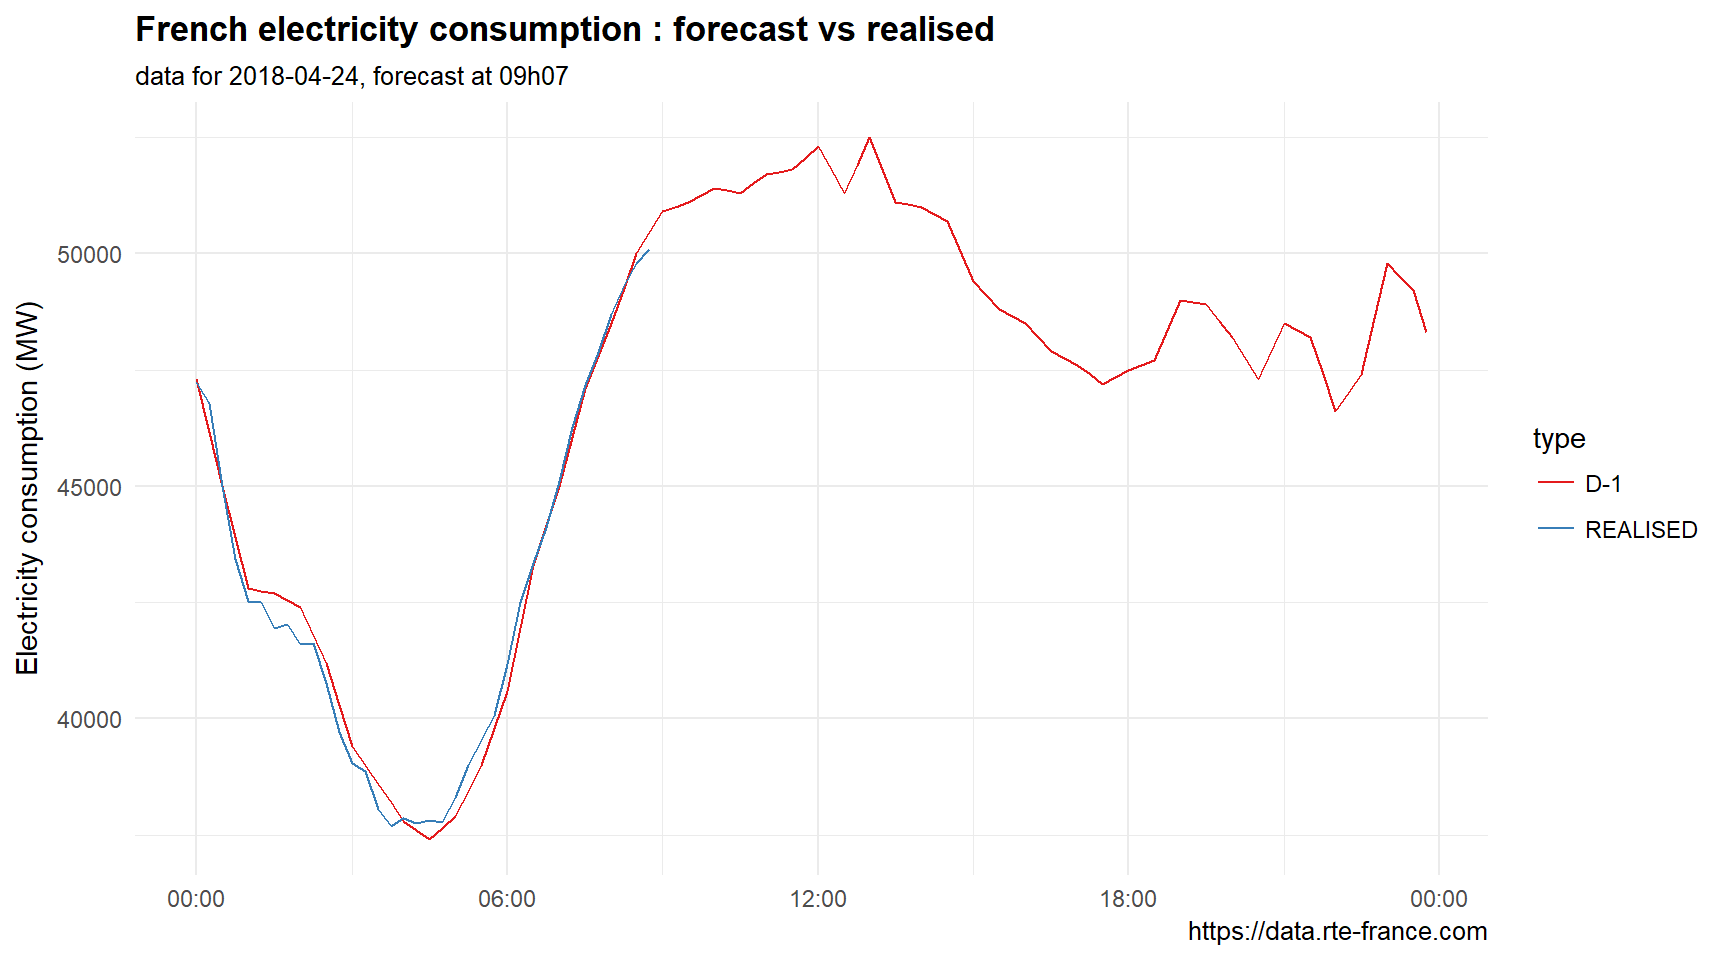 French electricity consumption : forecast vs realised
data for 2018-04-24, forecast at 09h07
Electricity consumption (MW)
50000
45000
40000
00:00
06:00
12:00
18:00
00:00
type
D-1
REALISED
https://data.rte-france.com